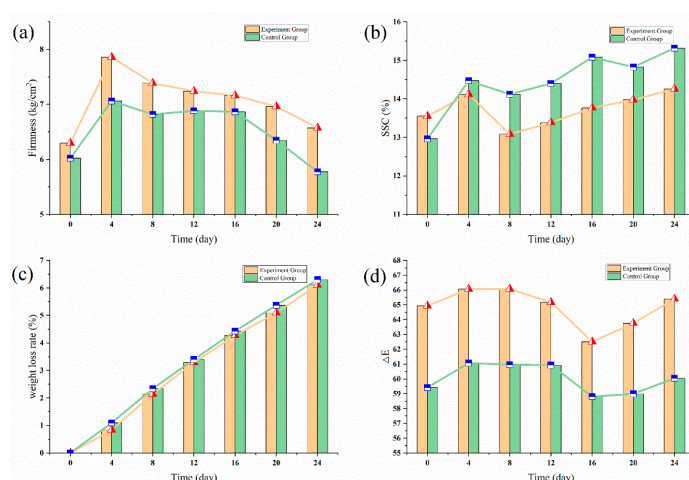 (a)
Experiment Group
Control Group
Firmness (kg/cm²)
8
7
6
5
0 4 8 12 16 20 24
Time (day)
(b)
Experiment Group
Control Group
SSC (%)
16
15
14
13
12
11
0 4 8 12 16 20 24
Time (day)
(c)
Experiment Group
Control Group
weight loss rate (%)
6
5
4
3
2
1
0
0 4 8 12 16 20 24
Time (day)
(d)
Experiment Group
Control Group
△E
68
66
65
64
63
62
61
60
59
58
57
56
55
0 4 8 12 16 20 24
Time (day)